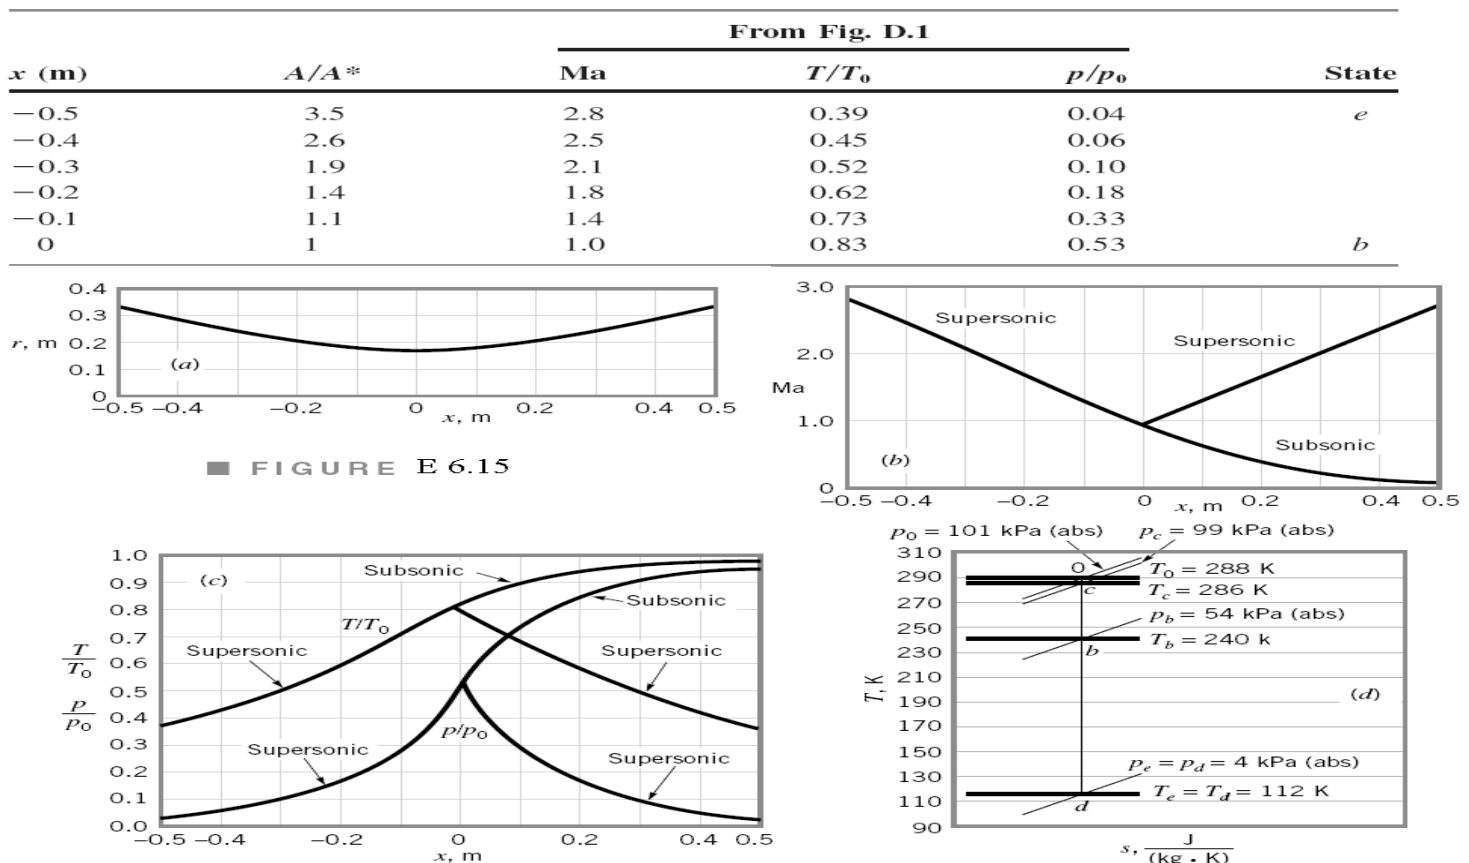 From Fig. D.1
x (m) A/A* Ma T/T₀ p/p₀ State
−0.5 3.5 2.8 0.39 0.04 e
−0.4 2.6 2.5 0.45 0.06
−0.3 1.9 2.1 0.52 0.10
−0.2 1.4 1.8 0.62 0.18
−0.1 1.1 1.4 0.73 0.33
0 1 1.0 0.83 0.53 b
0.4
0.3
r, m 0.2
0.1
0
(a)
−0.5 −0.4 −0.2 0 0.2 0.4 0.5
x, m
FIGURE E 6.15
3.0
2.0
Ma
1.0
0
Supersonic
Supersonic
Subsonic
(b)
−0.5 −0.4 −0.2 0 0.2 0.4 0.5
x, m
1.0
0.9
0.8
0.7
0.6
0.5
0.4
0.3
0.2
0.1
0.0
T/T₀
p/p₀
(c)
Subsonic
Subsonic
T/T₀
Supersonic
Supersonic
p/p₀
Supersonic
Supersonic
−0.5 −0.4 −0.2 0 0.2 0.4 0.5
x, m
p₀ = 101 kPa (abs) p_c = 99 kPa (abs)
310
290
270
250
230
210
190
170
150
130
110
90
T, K
O
T₀ = 288 K
c
T_c = 286 K
p_b = 54 kPa (abs)
T_b = 240 k
b
(d)
p_e = p_d = 4 kPa (abs)
T_e = T_d = 112 K
d
s, J/(kg • K)